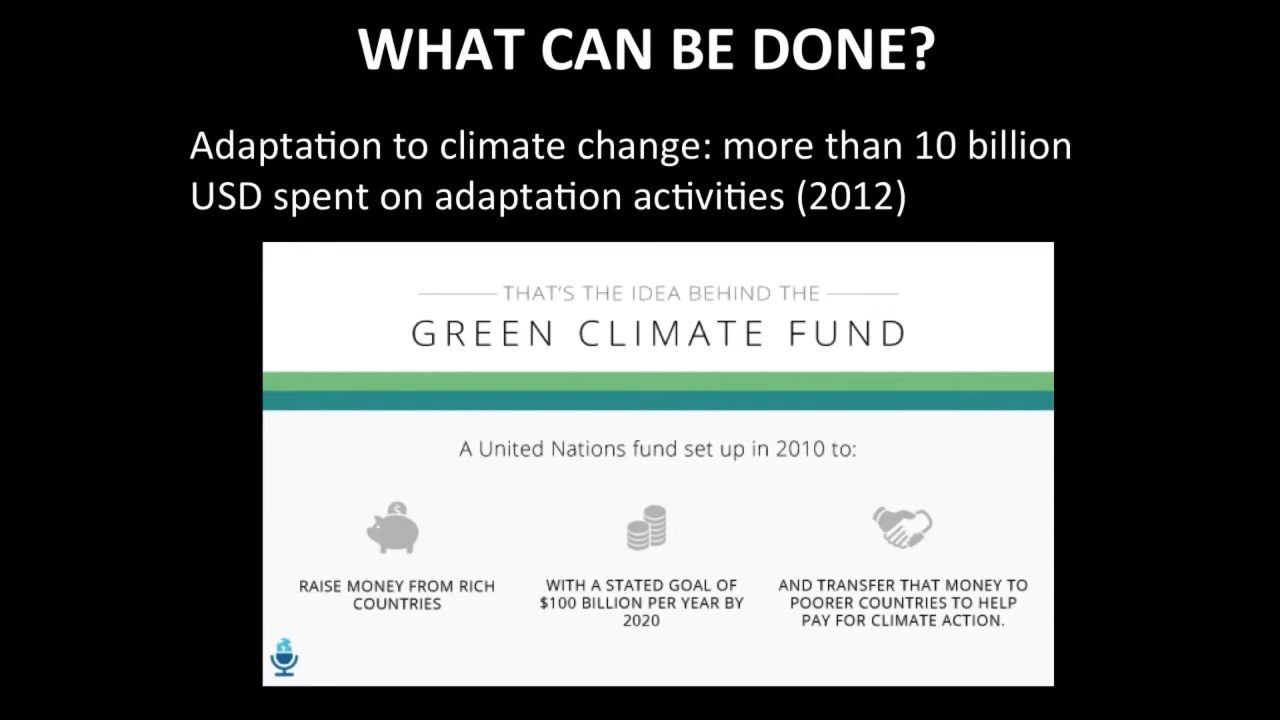 WHAT CAN BE DONE?
Adaptation to climate change: more than 10 billion
USD spent on adaptation activities (2012)
THAT'S THE IDEA BEHIND THE
GREEN CLIMATE FUND
A United Nations fund set up in 2010 to:
RAISE MONEY FROM RICH
COUNTRIES
WITH A STATED GOAL OF
$100 BILLION PER YEAR BY
2020
AND TRANSFER THAT MONEY TO
POORER COUNTRIES TO HELP
PAY FOR CLIMATE ACTION.